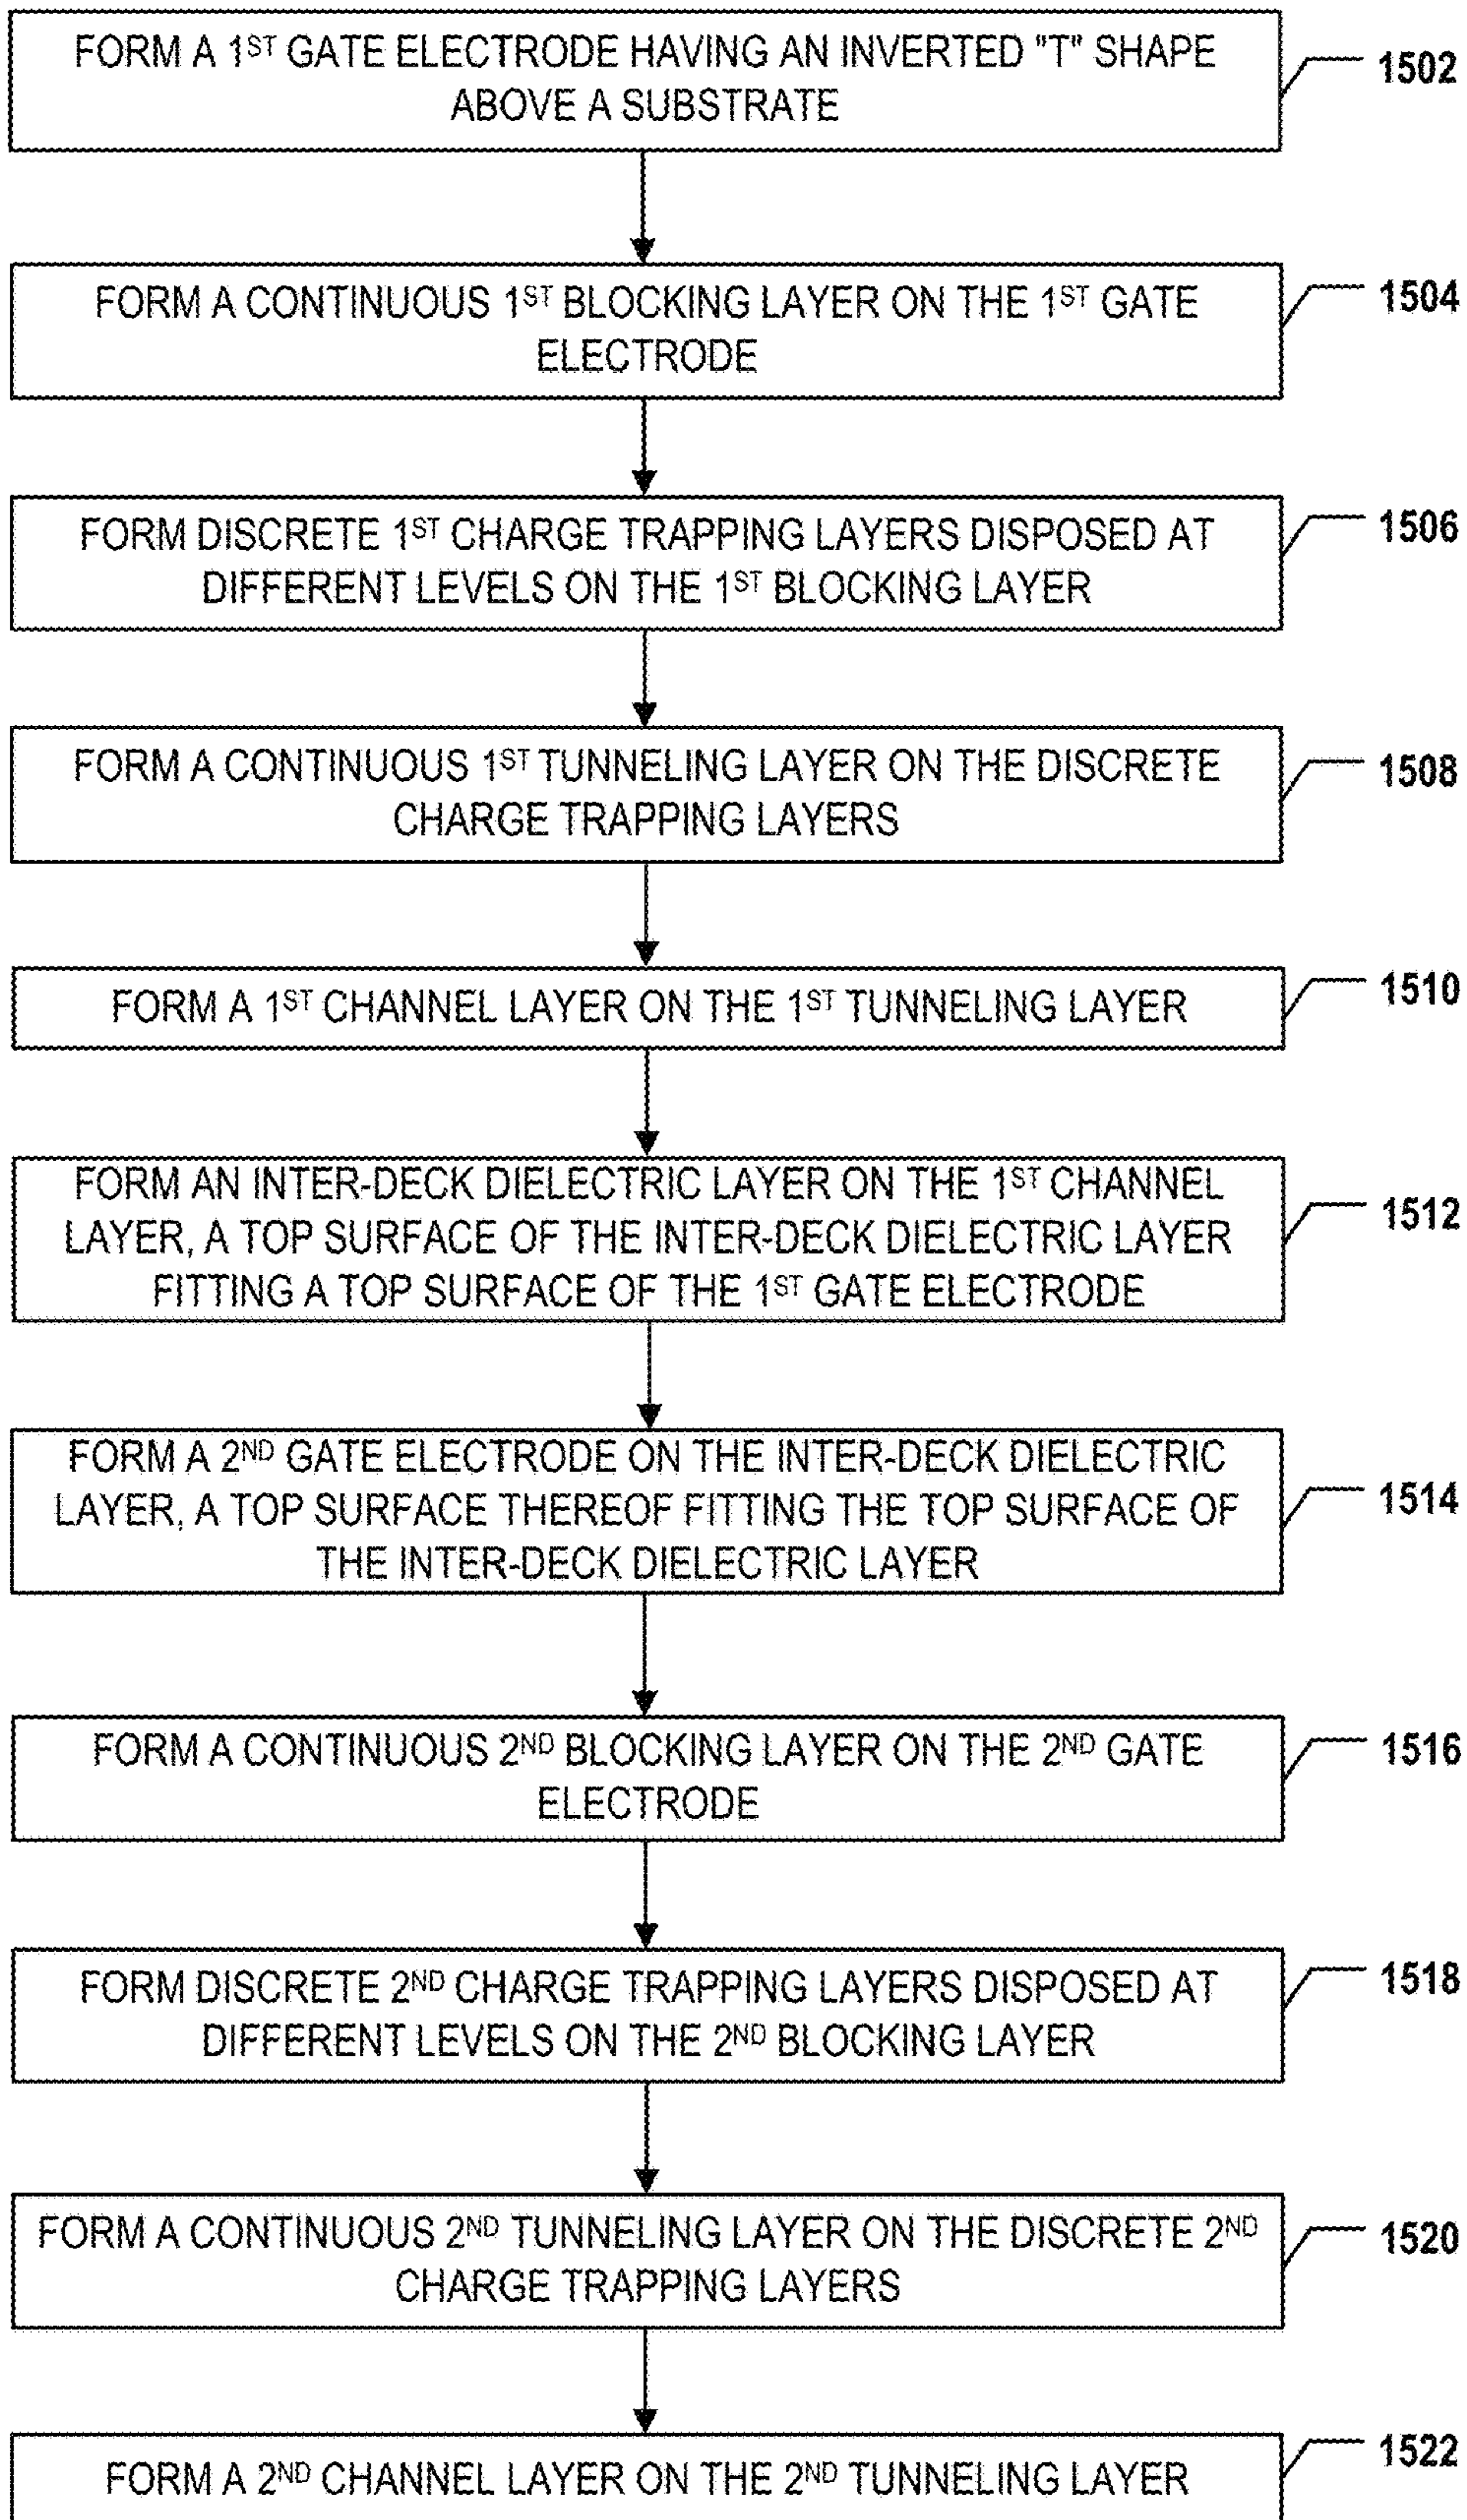 FORM A 1ST GATE ELECTRODE HAVING AN INVERTED "T" SHAPE
ABOVE A SUBSTRATE
1502
FORM A CONTINUOUS 1ST BLOCKING LAYER ON THE 1ST GATE
ELECTRODE
1504
FORM DISCRETE 1ST CHARGE TRAPPING LAYERS DISPOSED AT
DIFFERENT LEVELS ON THE 1ST BLOCKING LAYER
1506
FORM A CONTINUOUS 1ST TUNNELING LAYER ON THE DISCRETE
CHARGE TRAPPING LAYERS
1508
FORM A 1ST CHANNEL LAYER ON THE 1ST TUNNELING LAYER
1510
FORM AN INTER-DECK DIELECTRIC LAYER ON THE 1ST CHANNEL
LAYER, A TOP SURFACE OF THE INTER-DECK DIELECTRIC LAYER
FITTING A TOP SURFACE OF THE 1ST GATE ELECTRODE
1512
FORM A 2ND GATE ELECTRODE ON THE INTER-DECK DIELECTRIC
LAYER, A TOP SURFACE THEREOF FITTING THE TOP SURFACE OF
THE INTER-DECK DIELECTRIC LAYER
1514
FORM A CONTINUOUS 2ND BLOCKING LAYER ON THE 2ND GATE
ELECTRODE
1516
FORM DISCRETE 2ND CHARGE TRAPPING LAYERS DISPOSED AT
DIFFERENT LEVELS ON THE 2ND BLOCKING LAYER
1518
FORM A CONTINUOUS 2ND TUNNELING LAYER ON THE DISCRETE 2ND
CHARGE TRAPPING LAYERS
1520
FORM A 2ND CHANNEL LAYER ON THE 2ND TUNNELING LAYER
1522